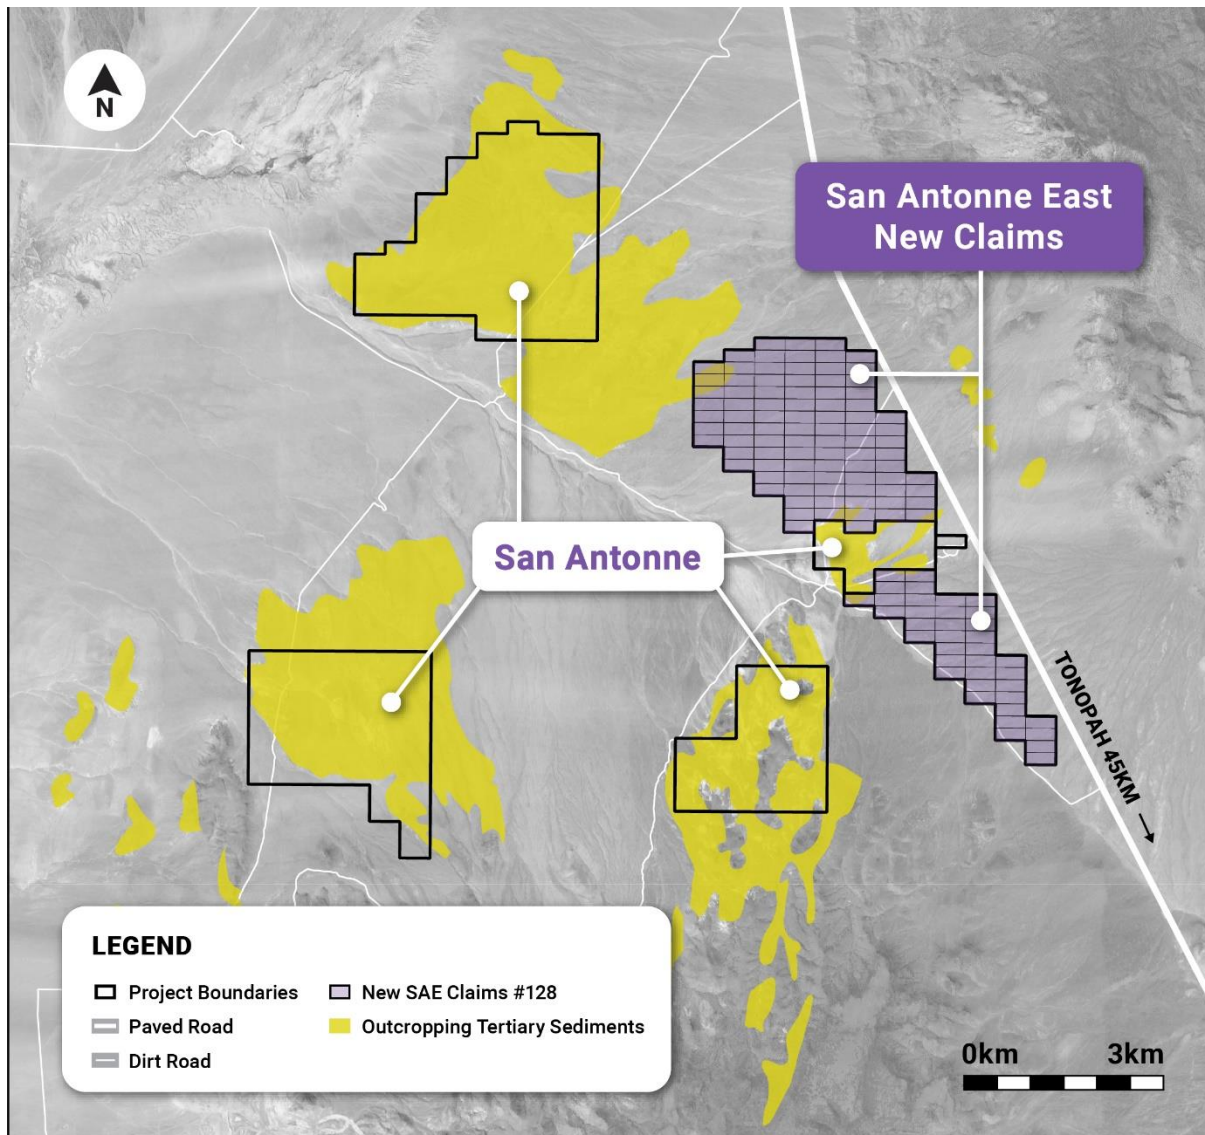 N
San Antonne East
New Claims
San Antonne
TONOPAH 45KM
LEGEND
Project Boundaries
New SAE Claims #128
Paved Road
Outcropping Tertiary Sediments
Dirt Road
0km 3km